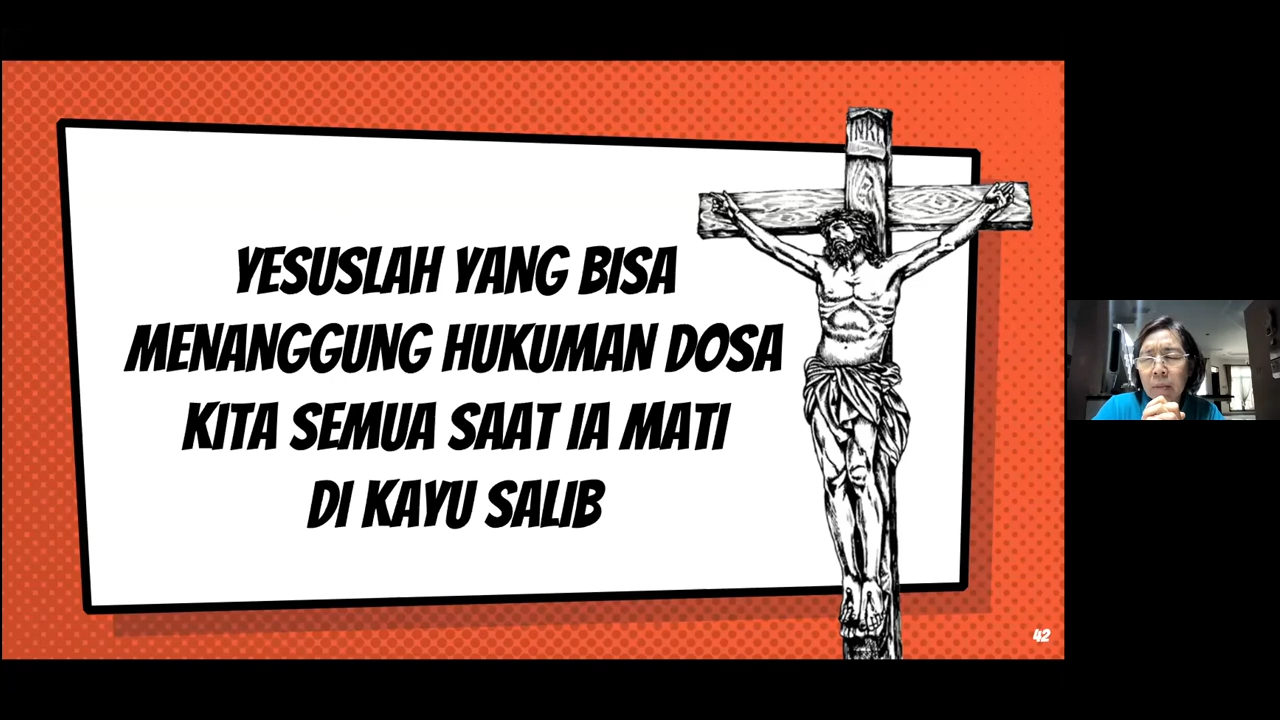 YESUSLAH YANG BISA
MENANGGUNG HUKUMAN DOSA
KITA SEMUA SAAT IA MATI
DI KAYU SALIB
INRI
42